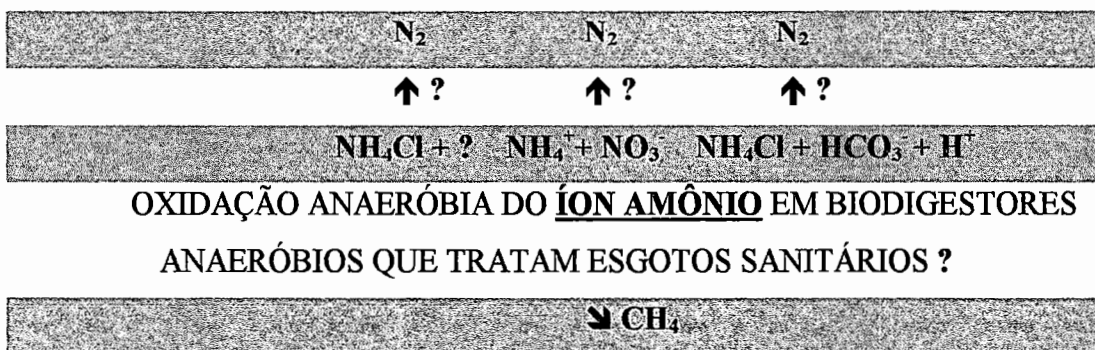 N₂ N₂ N₂
🡅 ? 🡅 ? 🡅 ?
NH₄Cl + ? NH₄⁺ + NO₃⁻ NH₄Cl + HCO₃⁻ + H⁺
OXIDAÇÃO ANAERÓBIA DO ÍON AMÔNIO EM BIODIGESTORES
ANAERÓBIOS QUE TRATAM ESGOTOS SANITÁRIOS ?
🡖 CH₄